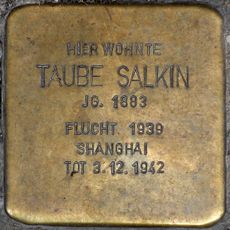 HIER WOHNTE
TAUBE SALKIN
JG. 1883
FLUCHT 1939
SHANGHAI
TOT 3.12.1942